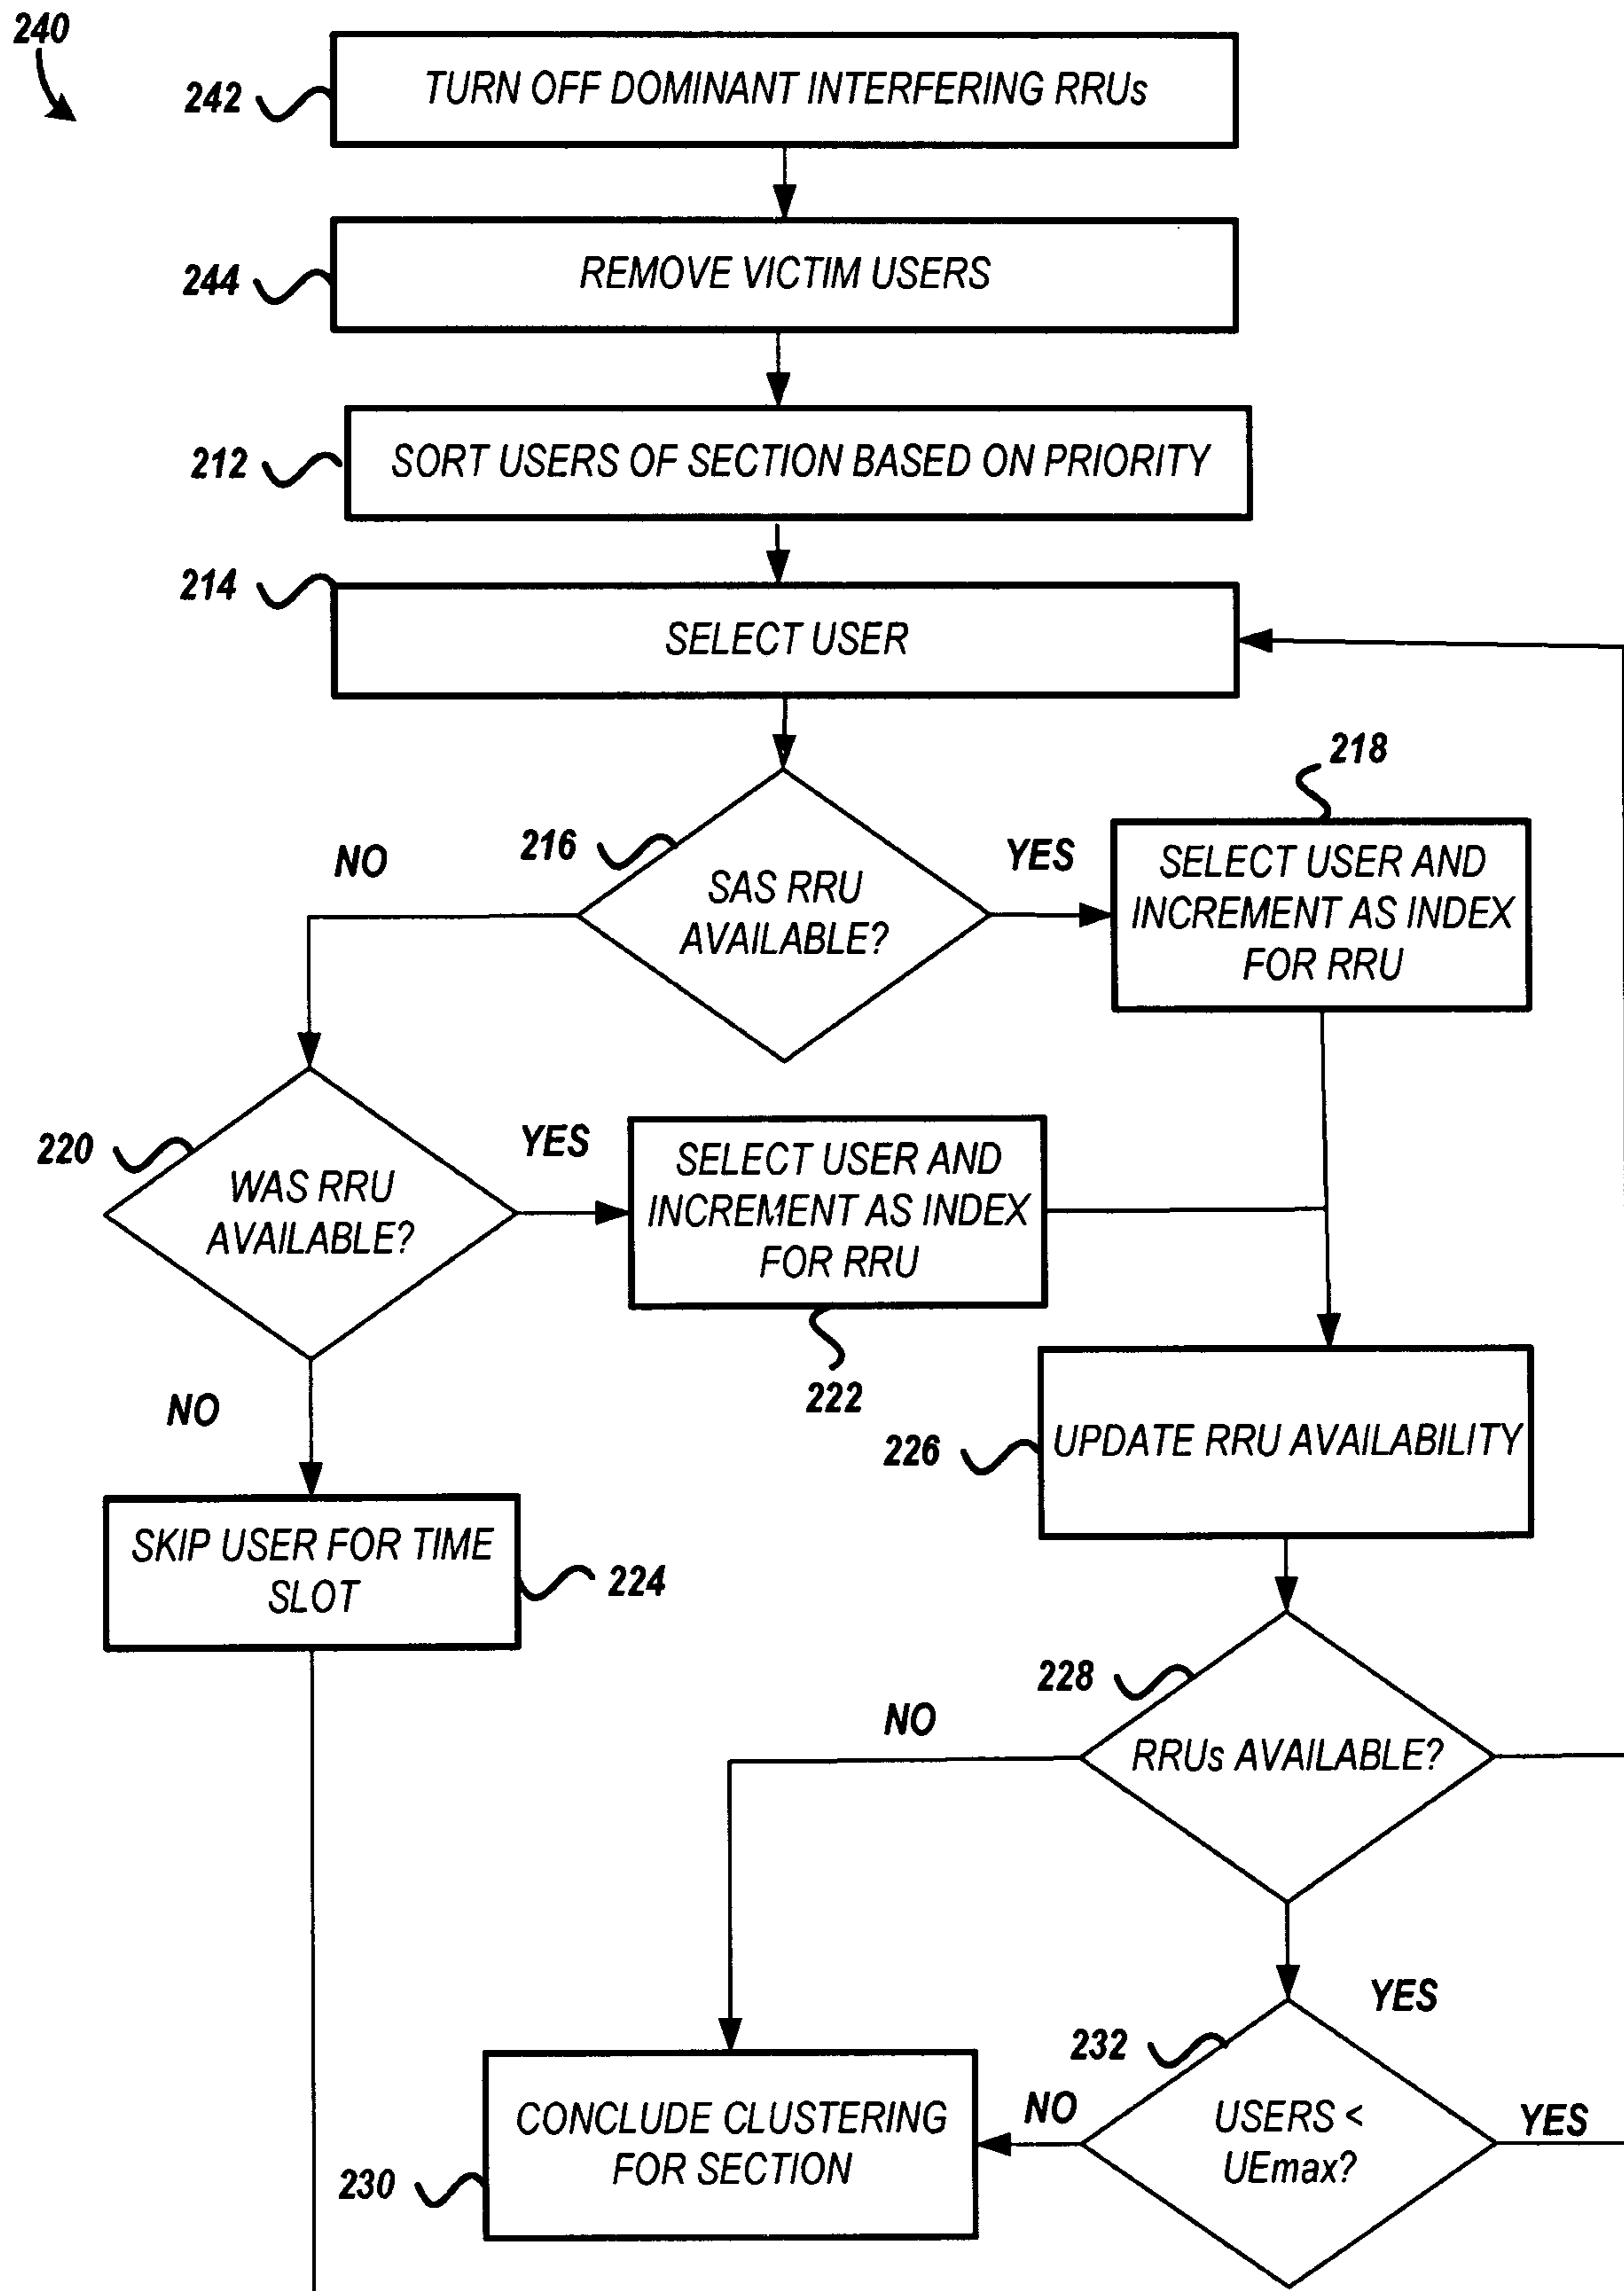 240
242
TURN OFF DOMINANT INTERFERING RRUs
244
REMOVE VICTIM USERS
212
SORT USERS OF SECTION BASED ON PRIORITY
214
SELECT USER
218
216
NO
YES
SAS RRU
AVAILABLE?
SELECT USER AND
INCREMENT AS INDEX
FOR RRU
220
YES
WAS RRU
AVAILABLE?
SELECT USER AND
INCREMENT AS INDEX
FOR RRU
222
NO
226
UPDATE RRU AVAILABILITY
SKIP USER FOR TIME
SLOT
224
228
NO
RRUs AVAILABLE?
YES
232
NO
USERS <
UEmax?
YES
CONCLUDE CLUSTERING
FOR SECTION
230